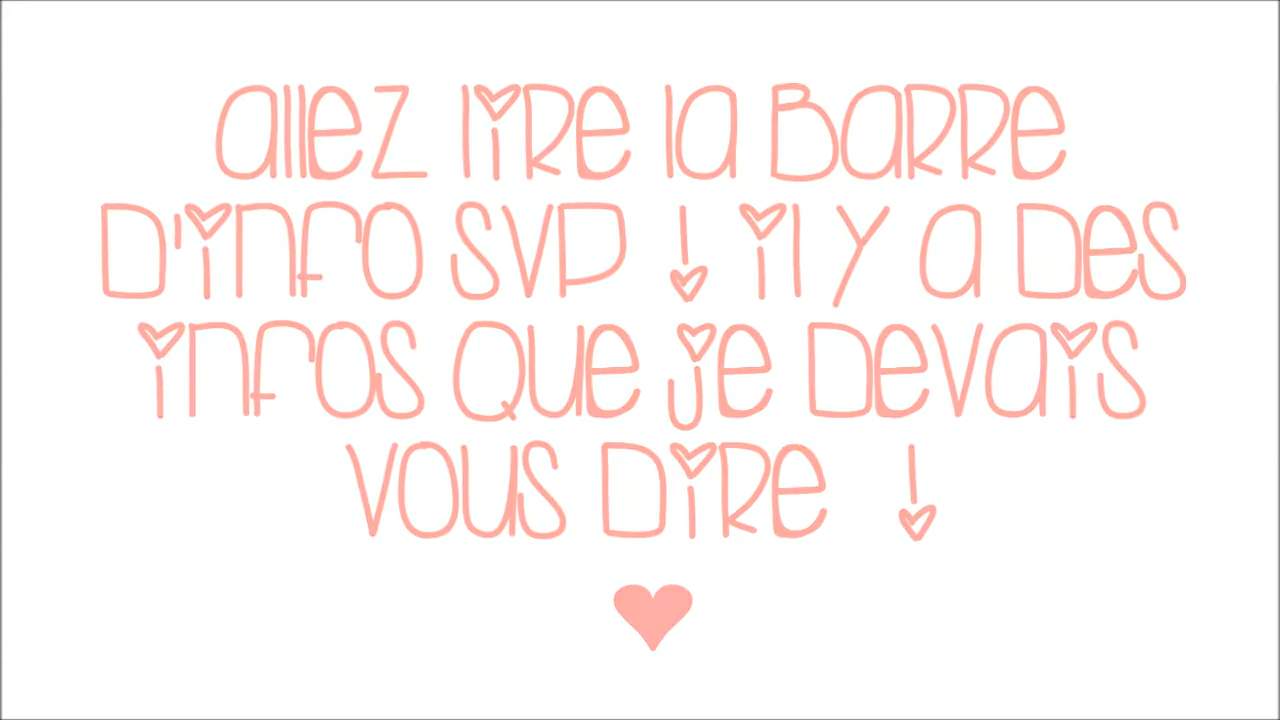 allez lire la barre
d'info svp ! il y a des
infos que je devais
vous dire !